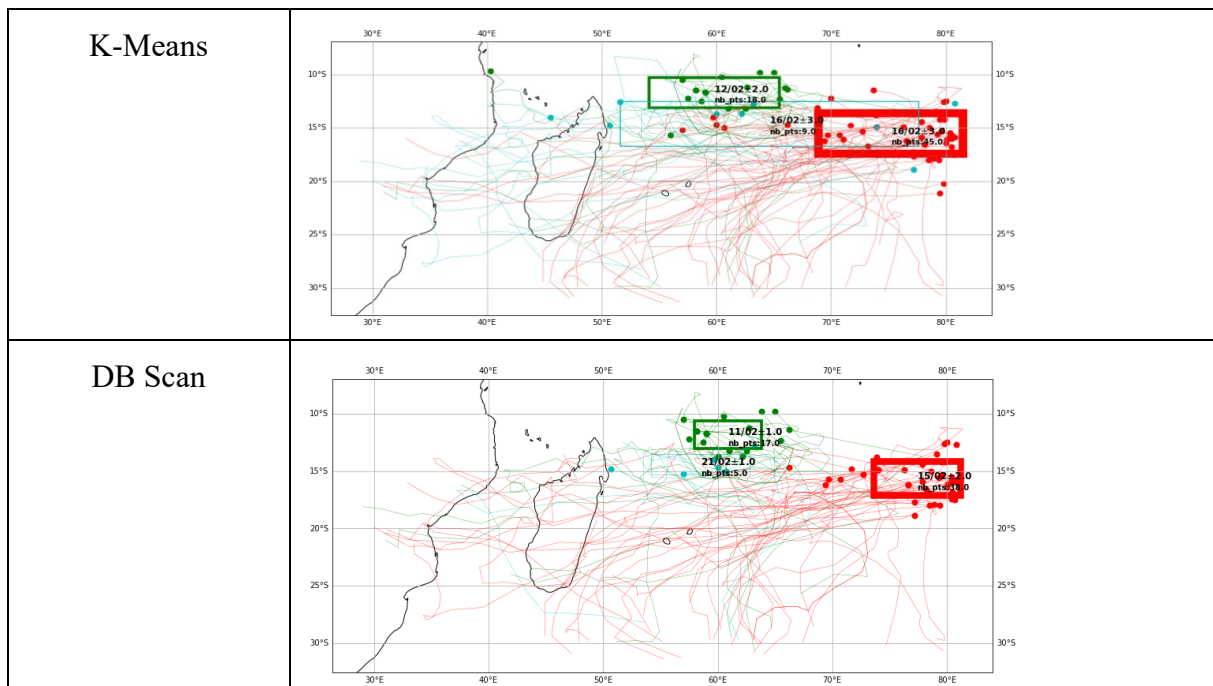 K-Means
30°E 40°E 50°E 60°E 70°E 80°E
10°S 10°S
12/02±2.0
nb_pts:18.0
15°S 15°S
16/02±3.0
nb_pts:9.0
16/02±3.0
nb_pts:45.0
20°S 20°S
25°S 25°S
30°S 30°S
30°E 40°E 50°E 60°E 70°E 80°E
DB Scan
30°E 40°E 50°E 60°E 70°E 80°E
10°S 10°S
11/02±1.0
nb_pts:17.0
21/02±1.0
nb_pts:5.0
15°S 15°S
15/02±2.0
nb_pts:38.0
20°S 20°S
25°S 25°S
30°S 30°S
30°E 40°E 50°E 60°E 70°E 80°E